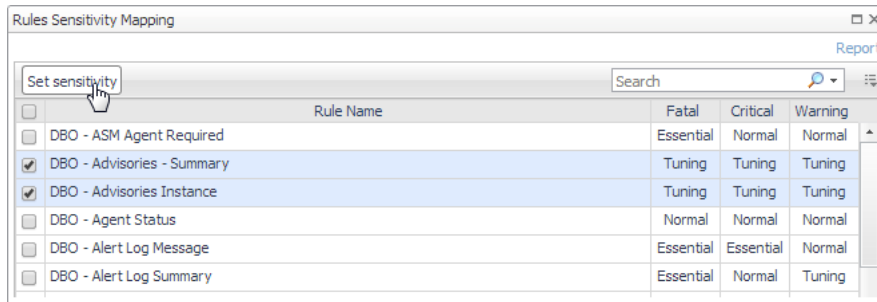 Rules Sensitivity Mapping
Report
Set sensitivity Search
Rule Name Fatal Critical Warning
DBO - ASM Agent Required Essential Normal Normal
DBO - Advisories - Summary Tuning Tuning Tuning
DBO - Advisories Instance Tuning Tuning Tuning
DBO - Agent Status Normal Normal Normal
DBO - Alert Log Message Essential Essential Normal
DBO - Alert Log Summary Essential Normal Tuning